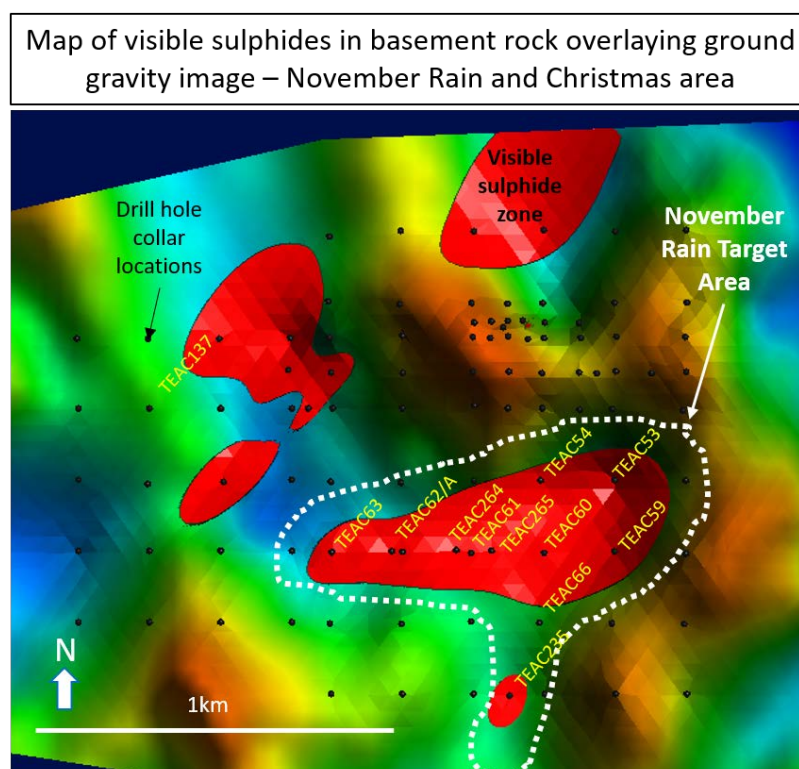 Map of visible sulphides in basement rock overlaying ground
gravity image – November Rain and Christmas area
Visible
sulphide
zone
Drill hole
collar
locations
November
Rain Target
Area
TEAC137
TEAC54
TEAC53
TEAC63
TEAC62/A
TEAC264
TEAC61
TEAC265
TEAC60
TEAC59
TEAC66
TEAC235
N
1km